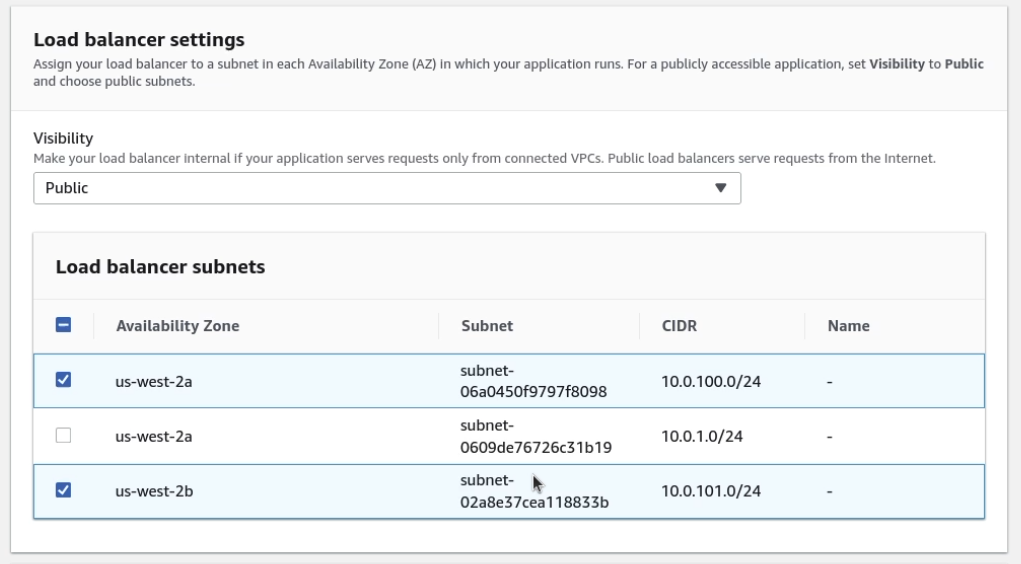 Load balancer settings
Assign your load balancer to a subnet in each Availability Zone (AZ) in which your application runs. For a publicly accessible application, set Visibility to Public
and choose public subnets.
Visibility
Make your load balancer internal if your application serves requests only from connected VPCs. Public load balancers serve requests from the Internet.
Public
Load balancer subnets
Availability Zone Subnet CIDR Name
subnet-
us-west-2a 06a0450f9797f8098 10.0.100.0/24 -
subnet-
us-west-2a 0609de76726c31b19 10.0.1.0/24 -
subnet-
us-west-2b 02a8e37cea118833b 10.0.101.0/24 -